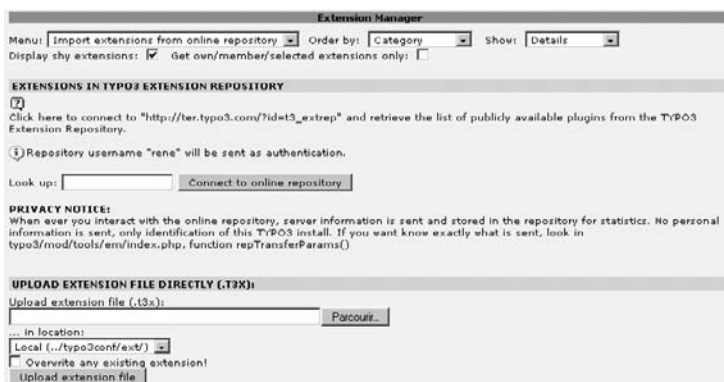 Extension Manager
Menu: Import extensions from online repository Order by: Category Show: Details
Display shy extensions: Get own/member/selected extensions only:
EXTENSIONS IN TYPO3 EXTENSION REPOSITORY
?
Click here to connect to "http://ter.typo3.com/?id=t3_extrep" and retrieve the list of publicly available plugins from the TYPO3
Extension Repository.
i Repository username "rene" will be sent as authentication.
Look up: Connect to online repository
PRIVACY NOTICE:
When ever you interact with the online repository, server information is sent and stored in the repository for statistics. No personal
information is sent, only identification of this TYPO3 install. If you want know exactly what is sent, look in
typo3/mod/tools/em/index.php, function repTransferParams()
UPLOAD EXTENSION FILE DIRECTLY (.T3X):
Upload extension file (.t3x):
Parcourir...
... in location:
Local (../typo3conf/ext/)
Overwrite any existing extension!
Upload extension file